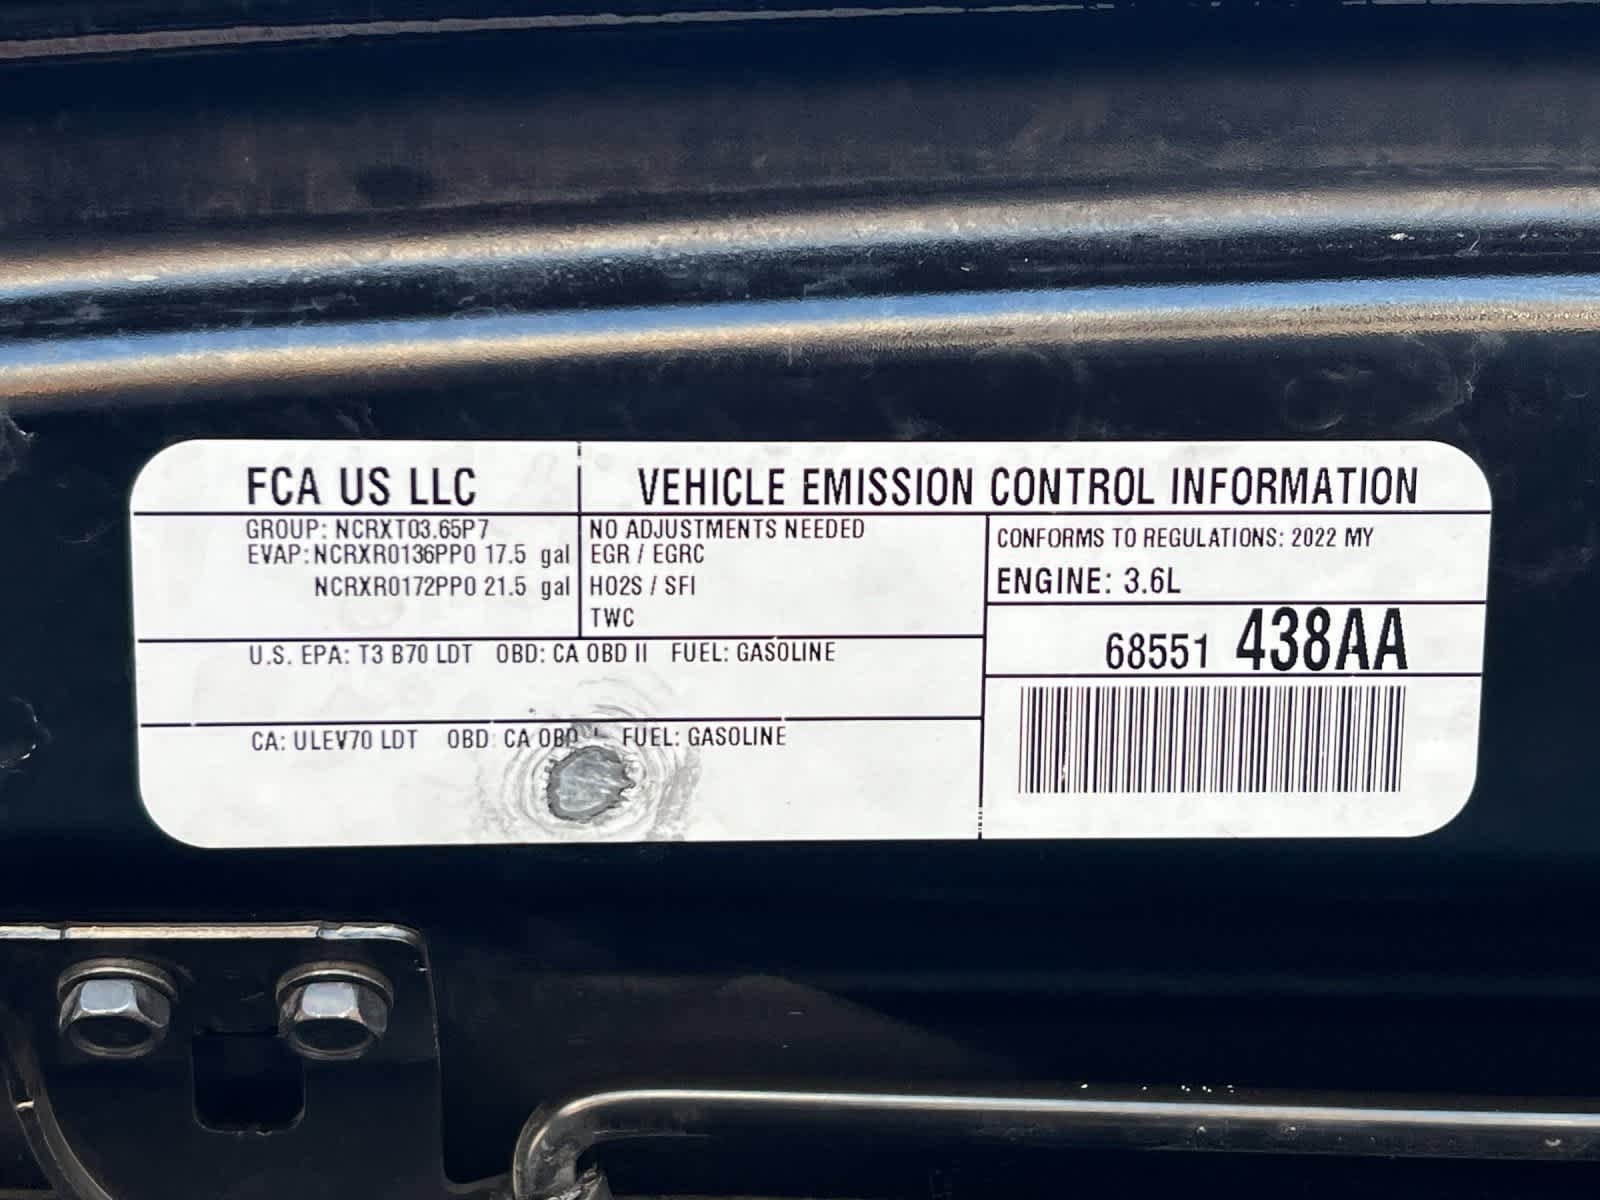 FCA US LLC
VEHICLE EMISSION CONTROL INFORMATION
GROUP: NCRXT03.65P7
EVAP:NCRXR0136PP0 17.5 gal
NCRXR0172PP0 21.5 gal
NO ADJUSTMENTS NEEDED
EGR / EGRC
HO2S / SFI
TWC
CONFORMS TO REGULATIONS: 2022 MY
ENGINE: 3.6L
68551 438AA
U.S. EPA: T3 B70 LDT OBD: CA OBD II FUEL: GASOLINE
CA: ULEV70 LDT OBD: CA OBD FUEL: GASOLINE